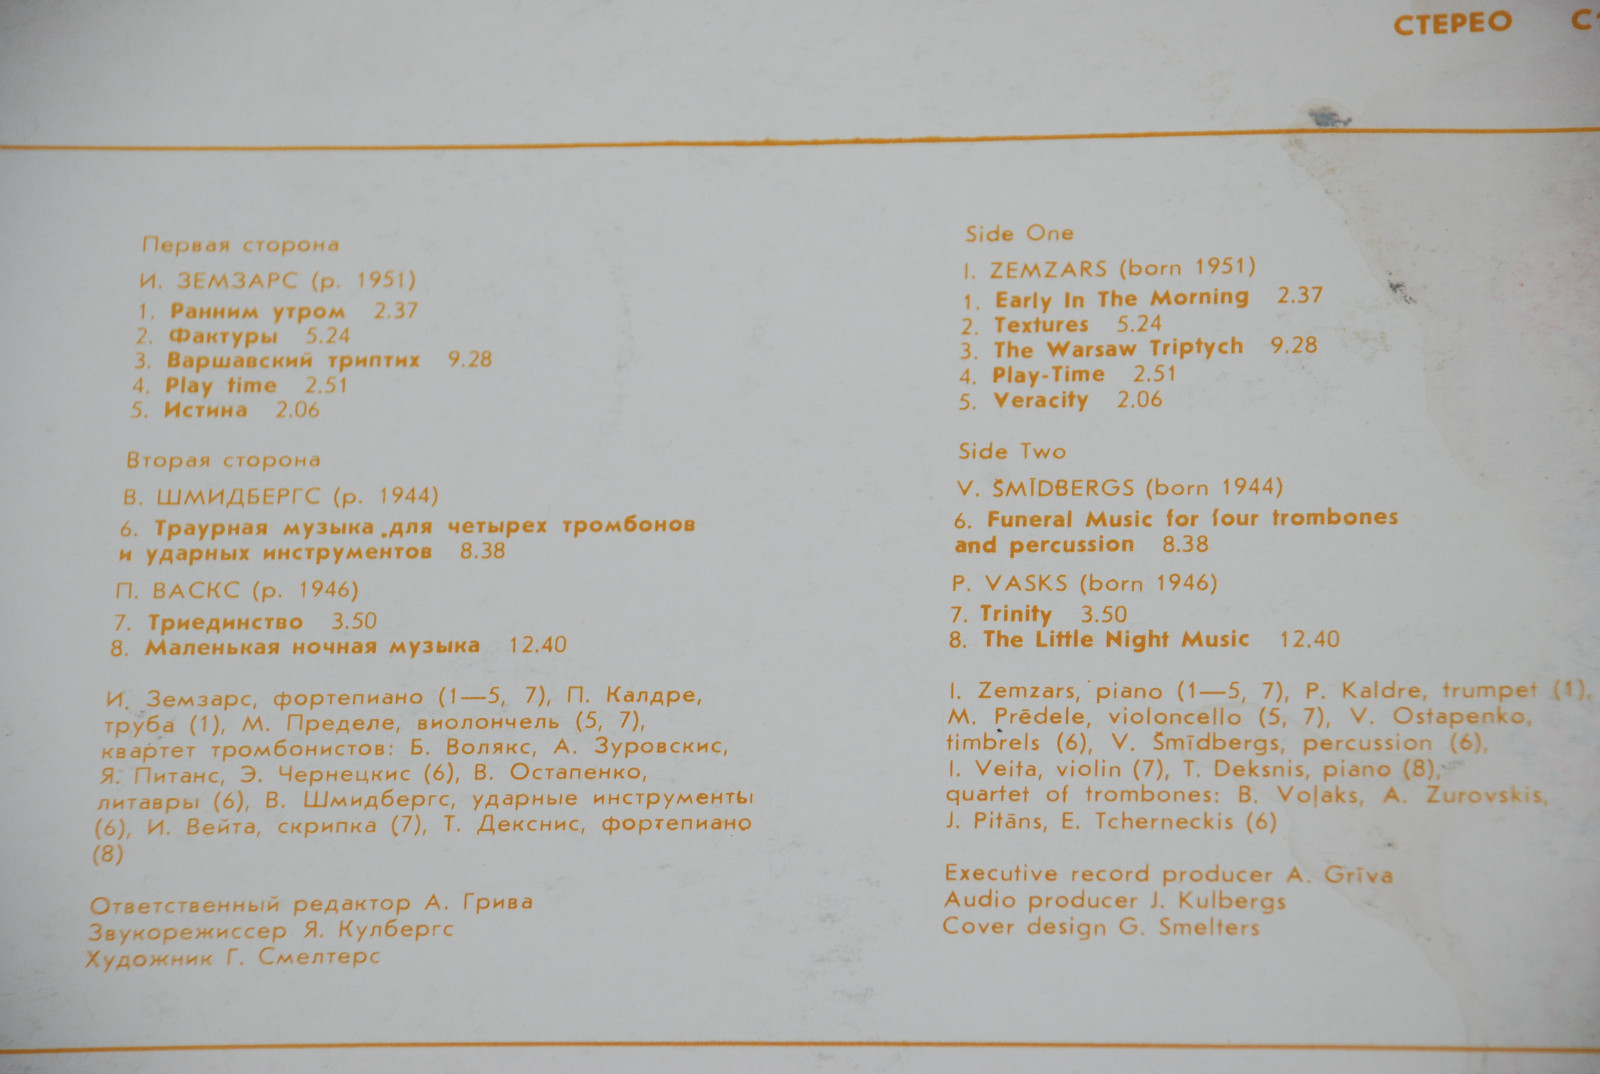 СТЕРЕО
Первая сторона
И. ЗЕМЗАРС (р. 1951)
1. Ранним утром 2.37
2. Фактуры 5.24
3. Варшавский триптих 9.28
4. Play time 2.51
5. Истина 2.06
Вторая сторона
В. ШМИДБЕРГС (р. 1944)
6. Траурная музыка для четырех тромбонов
и ударных инструментов 8.38
П. ВАСКС (р. 1946)
7. Триединство 3.50
8. Маленькая ночная музыка 12.40
И. Земзарс, фортепиано (1—5, 7), П. Калдре,
труба (1), М. Пределе, виолончель (5, 7),
квартет тромбонистов: Б. Волякс, А. Зуровскис,
Я. Питанс, Э. Чернецкис (6), В. Остапенко,
литавры (6), В. Шмидбергс, ударные инструменты
(6), И. Вейта, скрипка (7), Т. Декснис, фортепиано
(8)
Ответственный редактор А. Грива
Звукорежиссер Я. Кулбергс
Художник Г. Смелтерс
Side One
I. ZEMZARS (born 1951)
1. Early In The Morning 2.37
2. Textures 5.24
3. The Warsaw Triptych 9.28
4. Play-Time 2.51
5. Veracity 2.06
Side Two
V. ŠMĪDBERGS (born 1944)
6. Funeral Music for four trombones
and percussion 8.38
P. VASKS (born 1946)
7. Trinity 3.50
8. The Little Night Music 12.40
I. Zemzars, piano (1—5, 7), P. Kaldre, trumpet (1),
M. Prēdele, violoncello (5, 7), V. Ostapenko,
timbrels (6), V. Šmīdbergs, percussion (6),
I. Veita, violin (7), T. Deksnis, piano (8),
quartet of trombones: B. Voļaks, A. Zurovskis,
J. Pitāns, E. Tcherneckis (6)
Executive record producer A. Grīva
Audio producer J. Kulbergs
Cover design G. Smelters